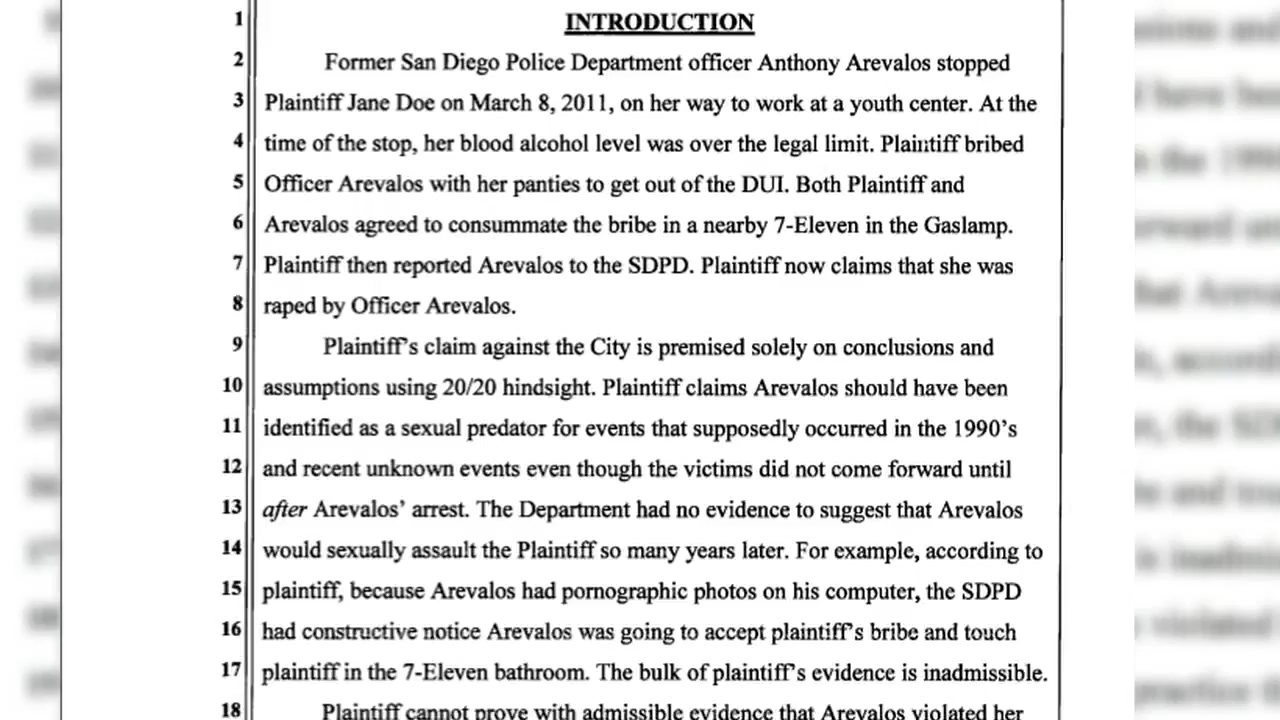 1 INTRODUCTION
2 Former San Diego Police Department officer Anthony Arevalos stopped
3 Plaintiff Jane Doe on March 8, 2011, on her way to work at a youth center. At the
4 time of the stop, her blood alcohol level was over the legal limit. Plaintiff bribed
5 Officer Arevalos with her panties to get out of the DUI. Both Plaintiff and
6 Arevalos agreed to consummate the bribe in a nearby 7-Eleven in the Gaslamp.
7 Plaintiff then reported Arevalos to the SDPD. Plaintiff now claims that she was
8 raped by Officer Arevalos.
9 Plaintiff's claim against the City is premised solely on conclusions and
10 assumptions using 20/20 hindsight. Plaintiff claims Arevalos should have been
11 identified as a sexual predator for events that supposedly occurred in the 1990's
12 and recent unknown events even though the victims did not come forward until
13 after Arevalos' arrest. The Department had no evidence to suggest that Arevalos
14 would sexually assault the Plaintiff so many years later. For example, according to
15 plaintiff, because Arevalos had pornographic photos on his computer, the SDPD
16 had constructive notice Arevalos was going to accept plaintiff's bribe and touch
17 plaintiff in the 7-Eleven bathroom. The bulk of plaintiff's evidence is inadmissible.
18 Plaintiff cannot prove with admissible evidence that Arevalos violated her